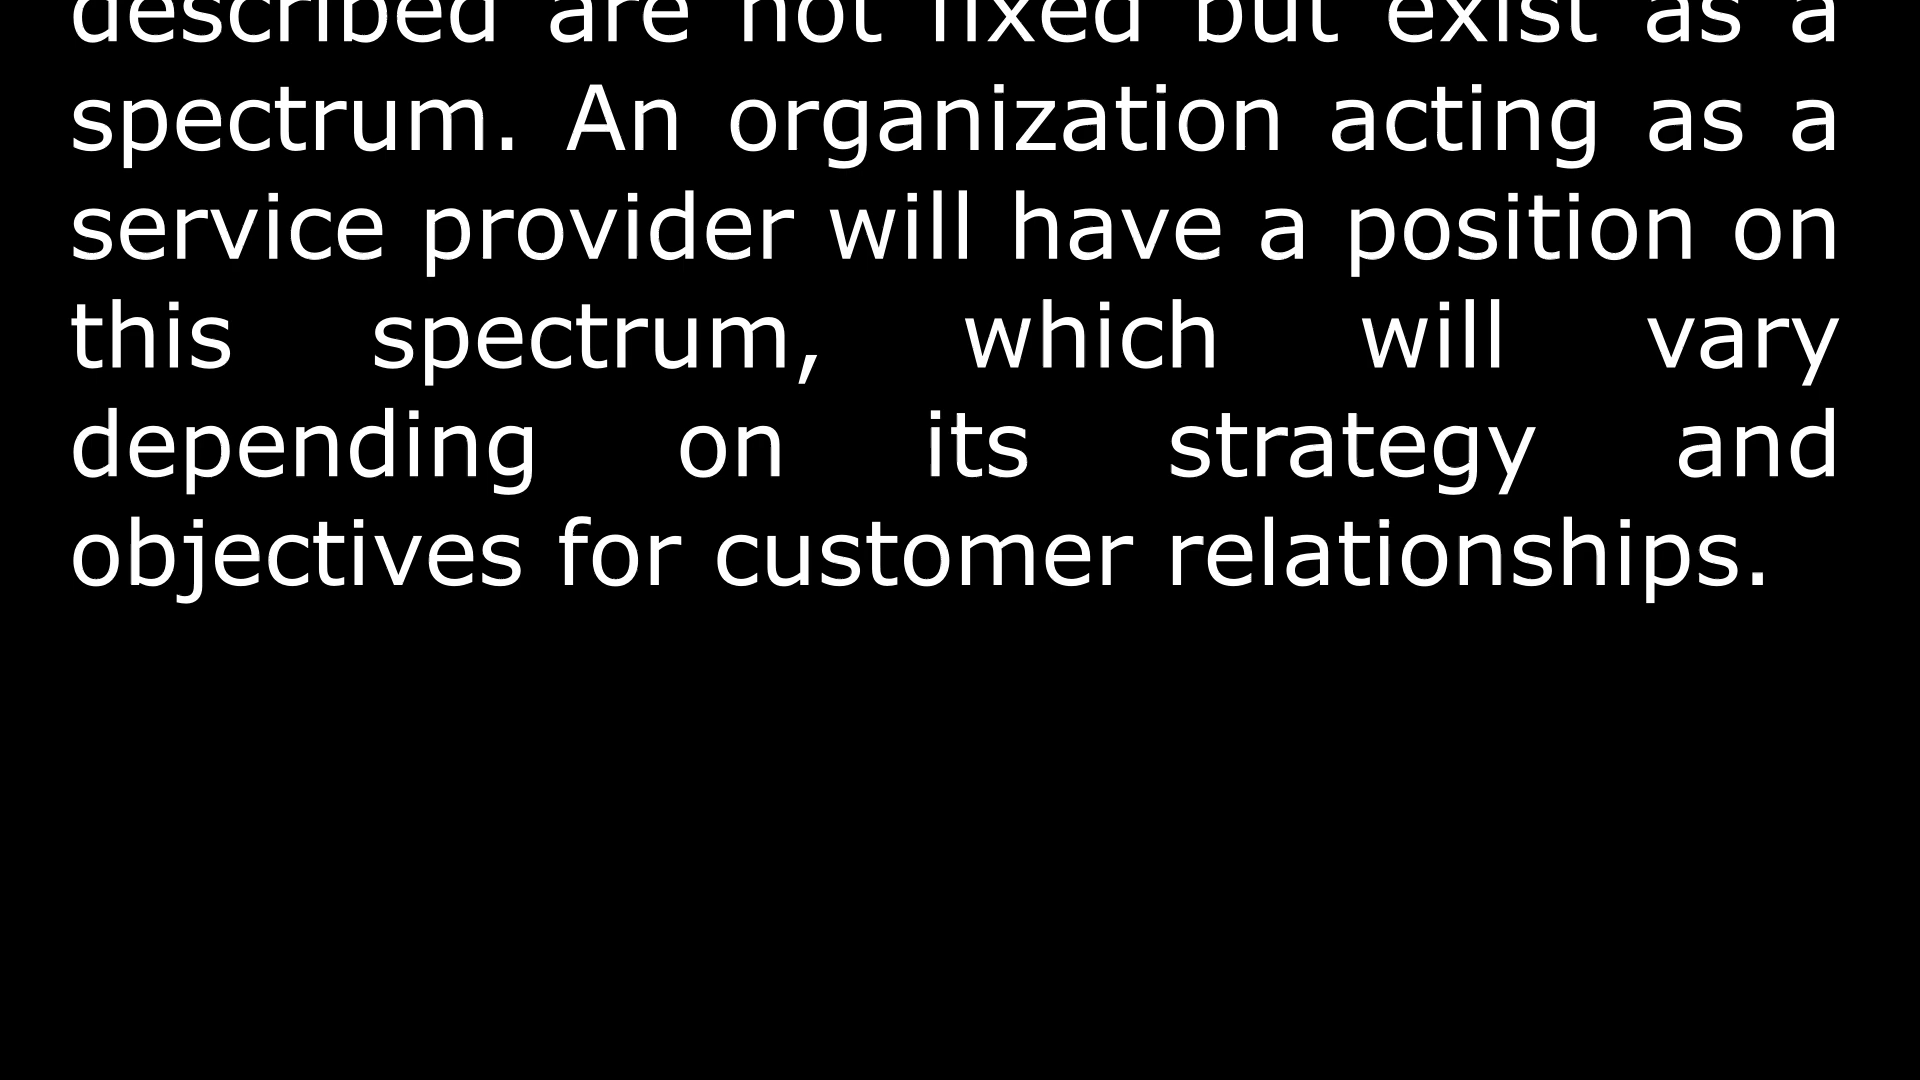 described are not fixed but exist as a
spectrum. An organization acting as a
service provider will have a position on
this spectrum, which will vary
depending on its strategy and
objectives for customer relationships.